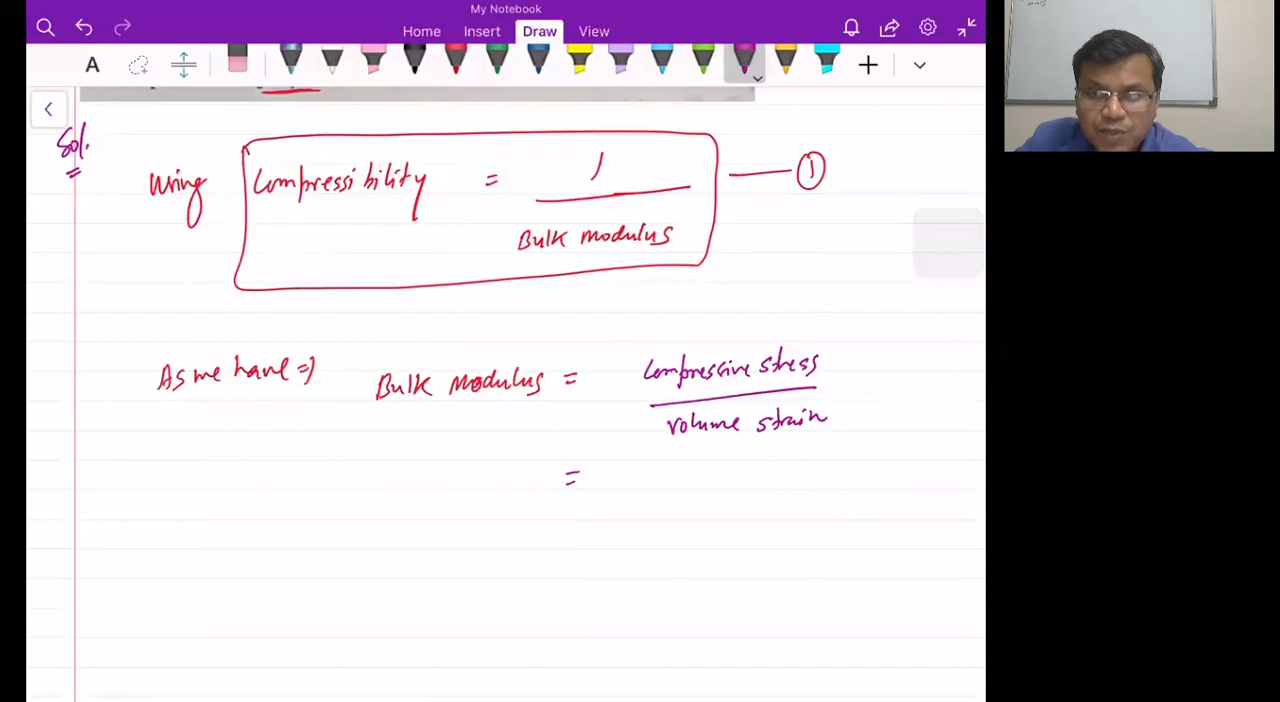 My Notebook
Home Insert Draw View
A
Sol.
Using Compressibility = 1 / Bulk modulus — ①
As we have ⇒ Bulk Modulus = Compressive stress / volume strain
=